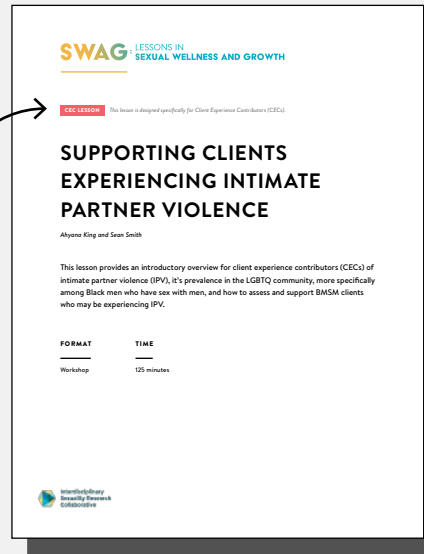 SWAG: LESSONS IN
SEXUAL WELLNESS AND GROWTH
CEC LESSON This lesson is designed specifically for Client Experience Contributors (CECs).
SUPPORTING CLIENTS
EXPERIENCING INTIMATE
PARTNER VIOLENCE
Ahyana King and Sean Smith
This lesson provides an introductory overview for client experience contributors (CECs) of
intimate partner violence (IPV), it's prevalence in the LGBTQ community, more specifically
among Black men who have sex with men, and how to assess and support BMSM clients
who may be experiencing IPV.
FORMAT TIME
Workshop 125 minutes
Interdisciplinary
Sexuality Research
Collaborative